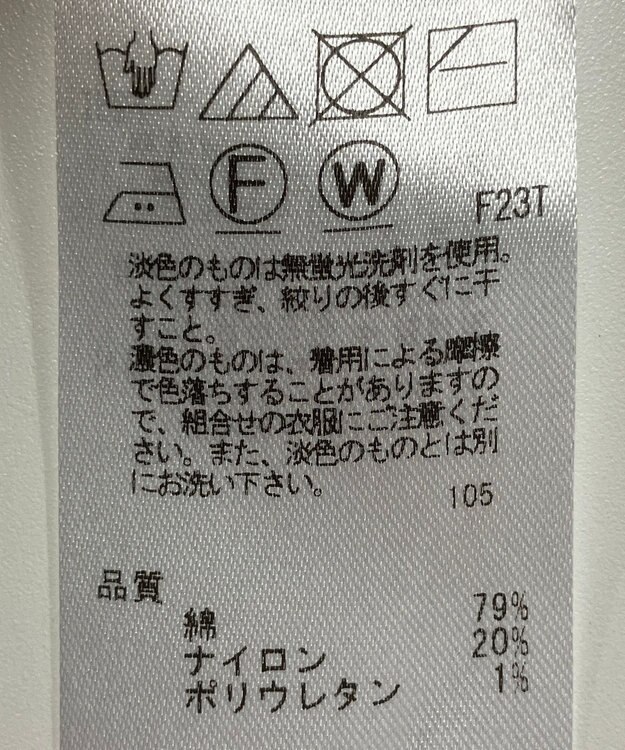 F W F23T
淡色のものは無蛍光洗剤を使用。
よくすすぎ、絞りの後すぐに干
すこと。
濃色のものは、着用による摩擦
で色落ちすることがありますの
で、組合せの衣服にご注意くだ
さい。また、淡色のものとは別
にお洗い下さい。
105
品質
綿 79%
ナイロン 20%
ポリウレタン 1%